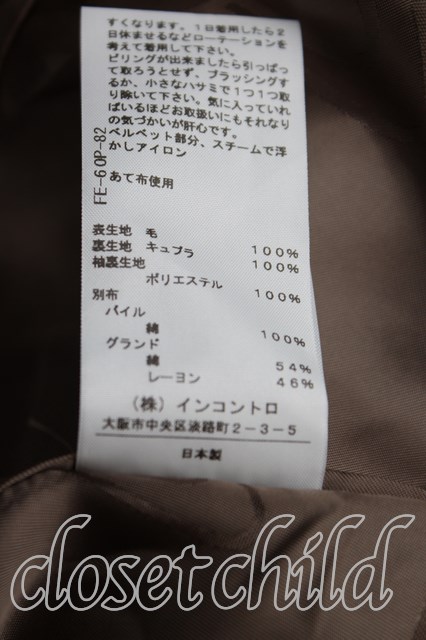 すくなります。1日着用したら2
日休ませるなどローテーションを
考えて着用して下さい。
ピリングが出来ましたら引っぱっ
て取ろうとせず、ブラッシングす
るか、小さなハサミで1つ1つ取
り除いて下さい。気に入っていれ
ばいるほどお取扱いにもそれなり
の気づかいが肝心です。
ベルベット部分、スチームで浮
かしアイロン
あて布使用
FE-60P-82
表生地 毛 100%
裏生地 キュプラ 100%
袖裏生地
ポリエステル 100%
別布
パイル
綿 100%
グランド
綿 54%
レーヨン 46%
(株)インコントロ
大阪市中央区淡路町2-3-5
日本製
closet child